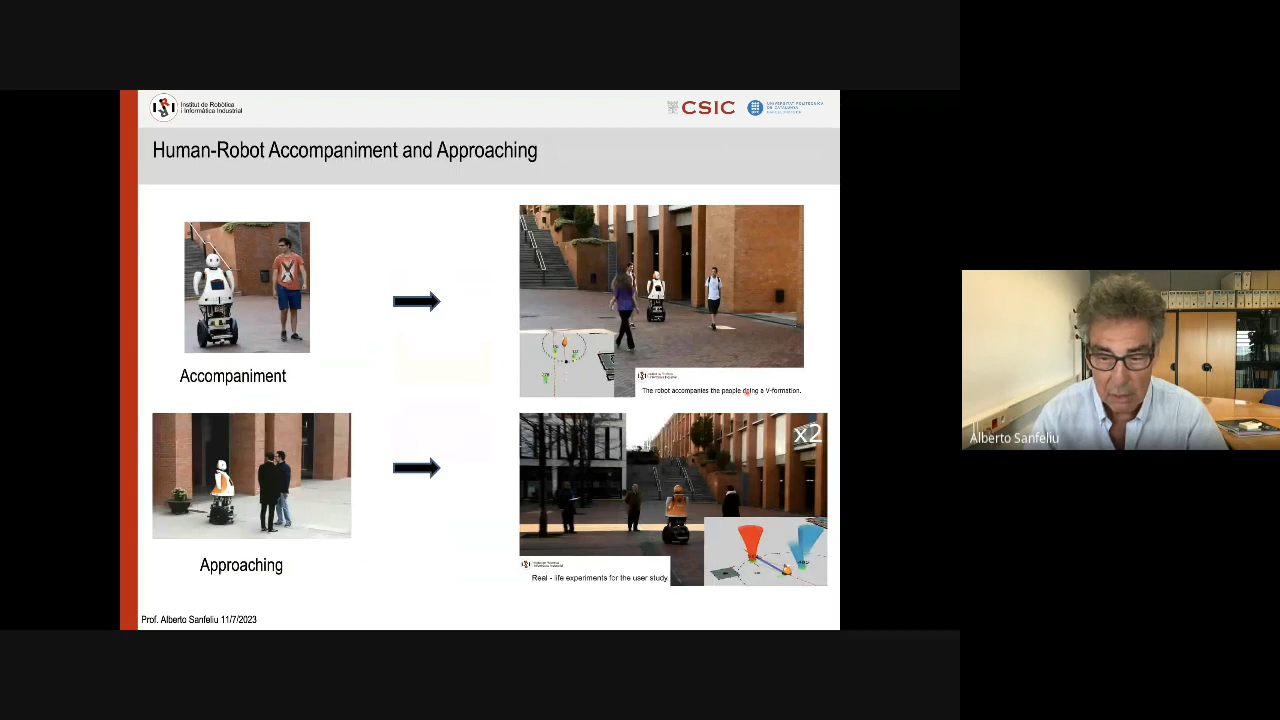 Institut de Robòtica
i Informàtica Industrial
CSIC
UNIVERSITAT POLITÈCNICA
DE CATALUNYA
BARCELONATECH
Human-Robot Accompaniment and Approaching
Accompaniment
The robot accompanies the people doing a V-formation.
x2
Approaching
Real - life experiments for the user study.
Prof. Alberto Sanfeliu 11/7/2023
Alberto Sanfeliu